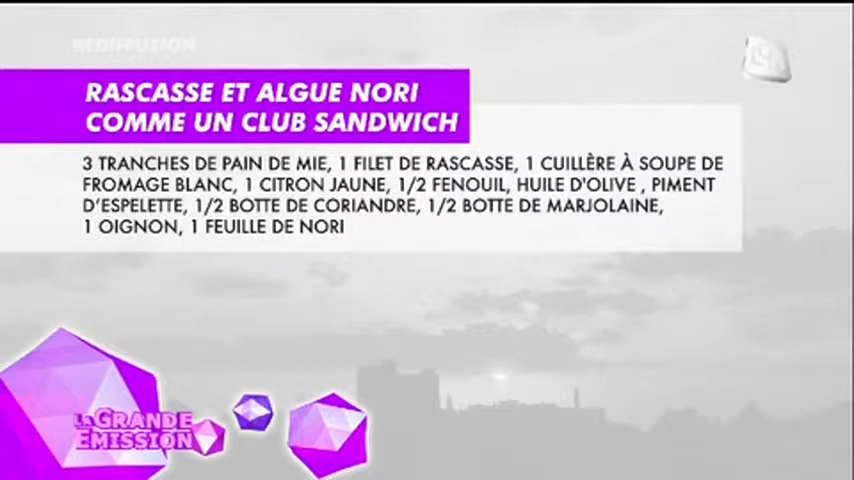 REDIFFUSION
RASCASSE ET ALGUE NORI
COMME UN CLUB SANDWICH
3 TRANCHES DE PAIN DE MIE, 1 FILET DE RASCASSE, 1 CUILLÈRE À SOUPE DE
FROMAGE BLANC, 1 CITRON JAUNE, 1/2 FENOUIL, HUILE D'OLIVE , PIMENT
D'ESPELETTE, 1/2 BOTTE DE CORIANDRE, 1/2 BOTTE DE MARJOLAINE,
1 OIGNON, 1 FEUILLE DE NORI
LA GRANDE
EMISSION